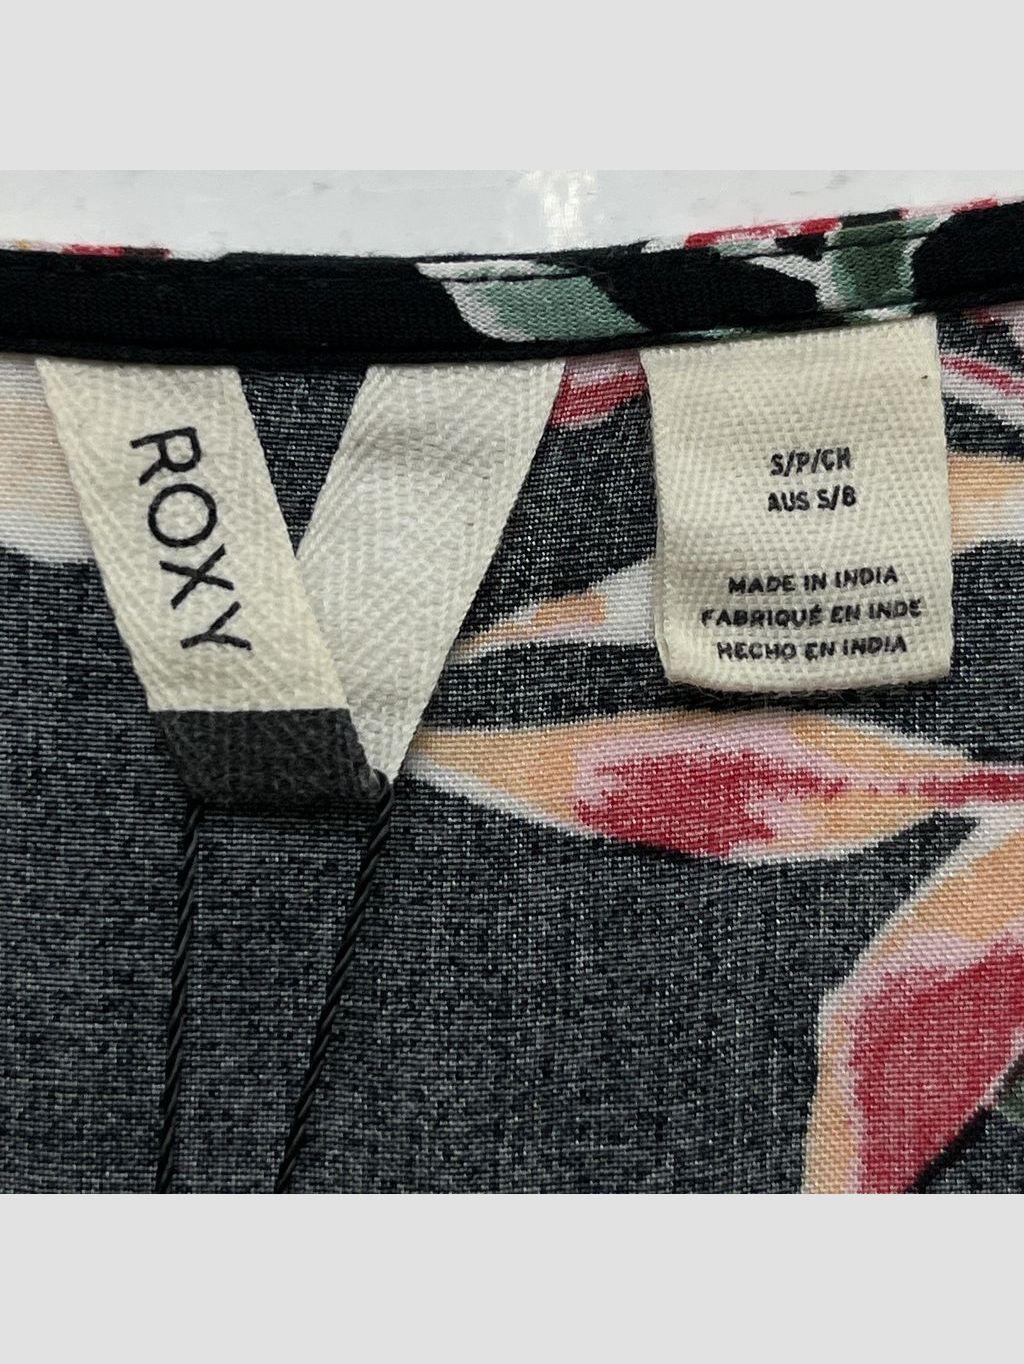 ROXY
S/P/CH
AUS S/8
MADE IN INDIA
FABRIQUÉ EN INDE
HECHO EN INDIA